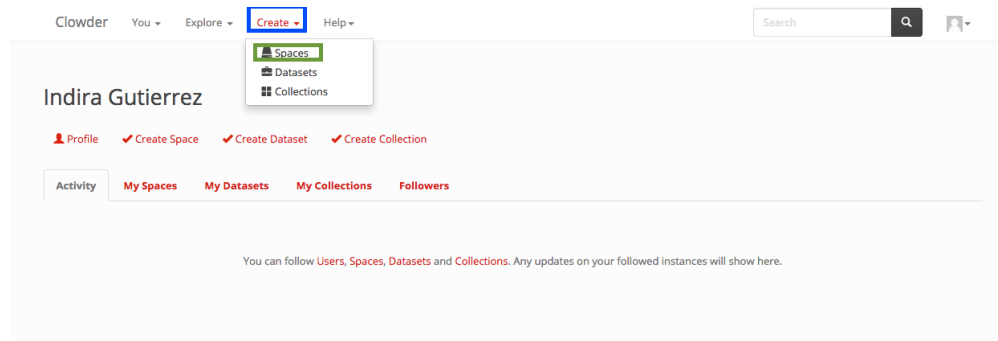 Clowder You Explore Create Help Search
Spaces
Datasets
Collections
Indira Gutierrez
Profile Create Space Create Dataset Create Collection
Activity My Spaces My Datasets My Collections Followers
You can follow Users, Spaces, Datasets and Collections. Any updates on your followed instances will show here.